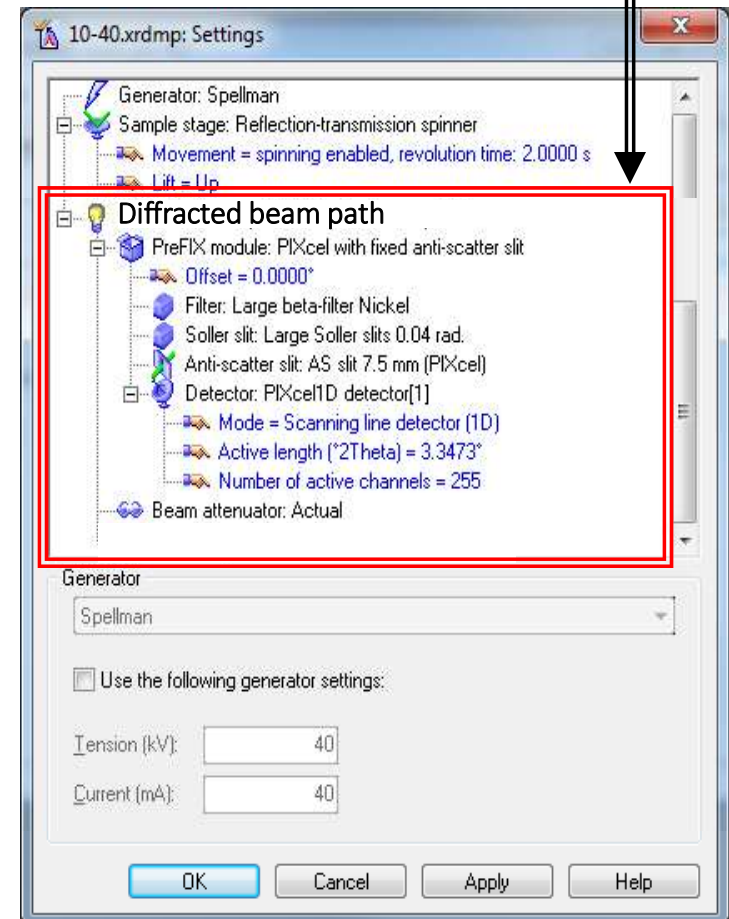 10-40.xrdmp: Settings
Generator: Spellman
Sample stage: Reflection-transmission spinner
Movement = spinning enabled, revolution time: 2.0000 s
Lift = Up
Diffracted beam path
PreFIX module: PIXcel with fixed anti-scatter slit
Offset = 0.0000°
Filter: Large beta-filter Nickel
Soller slit: Large Soller slits 0.04 rad.
Anti-scatter slit: AS slit 7.5 mm (PIXcel)
Detector: PIXcel1D detector[1]
Mode = Scanning line detector (1D)
Active length (°2Theta) = 3.3473°
Number of active channels = 255
Beam attenuator: Actual
Generator
Spellman
Use the following generator settings:
Tension (kV): 40
Current (mA): 40
OK Cancel Apply Help